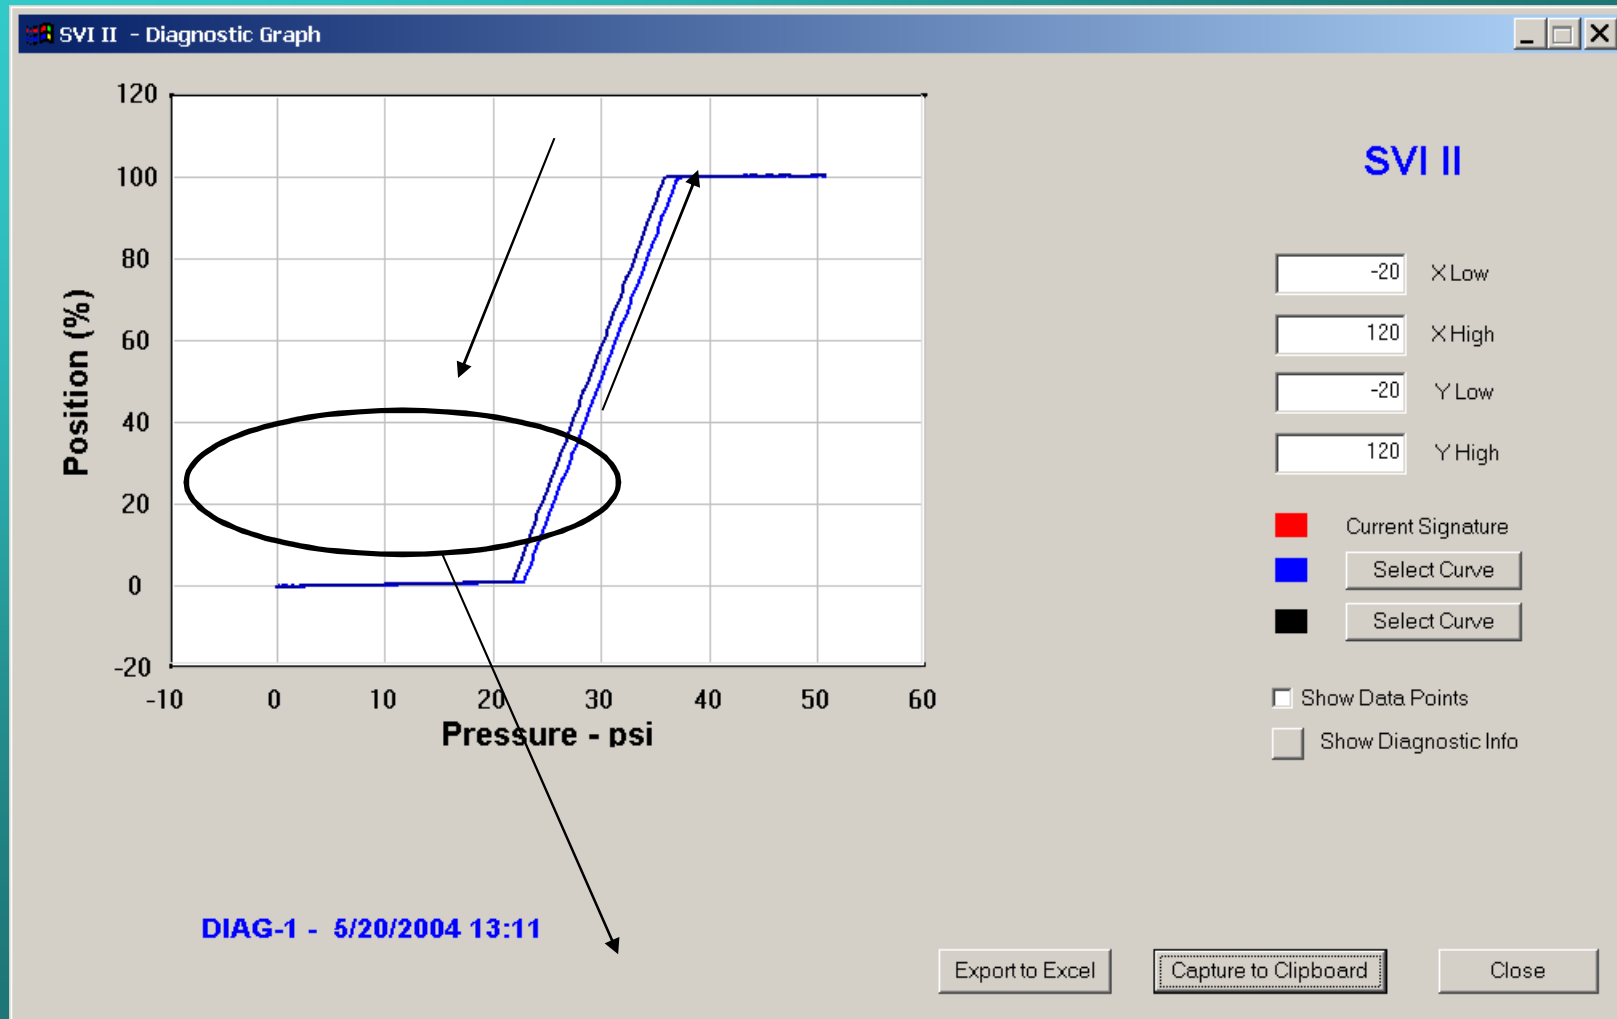 SVI II - Diagnostic Graph
120
100
80
60
40
20
0
-20
Position (%)
-10 0 10 20 30 40 50 60
Pressure - psi
DIAG-1 - 5/20/2004 13:11
SVI II
-20 X Low
120 X High
-20 Y Low
120 Y High
Current Signature
Select Curve
Select Curve
Show Data Points
Show Diagnostic Info
Export to Excel Capture to Clipboard Close